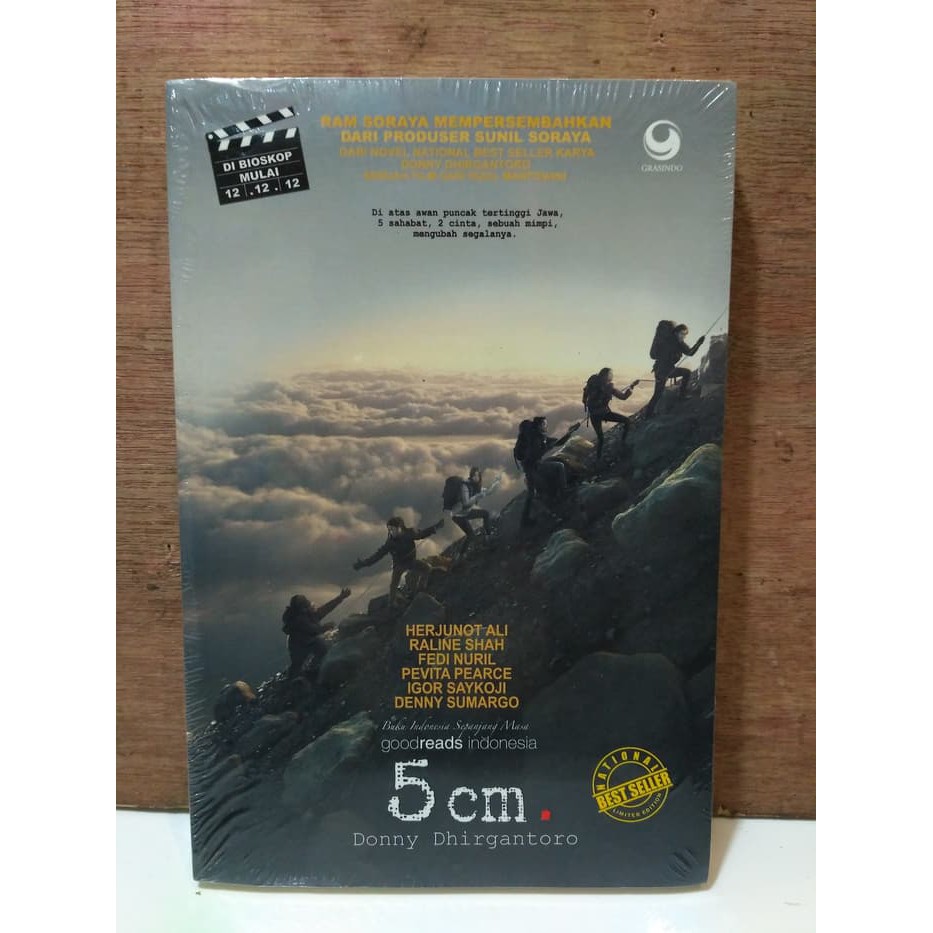 DI BIOSKOP
MULAI
12 . 12 . 12
RAM SORAYA MEMPERSEMBAHKAN
DARI PRODUSER SUNIL SORAYA
DARI NOVEL NATIONAL BEST SELLER KARYA
DONNY DHIRGANTORO
GRASINDO
Di atas awan puncak tertinggi Jawa,
5 sahabat, 2 cinta, sebuah mimpi,
mengubah segalanya.
HERJUNOT ALI
RALINE SHAH
FEDI NURIL
PEVITA PEARCE
IGOR SAYKOJI
DENNY SUMARGO
Buku Indonesia Sepanjang Masa
goodreads indonesia
5 cm.
Donny Dhirgantoro
NATIONAL
BEST SELLER
LIMITED EDITION